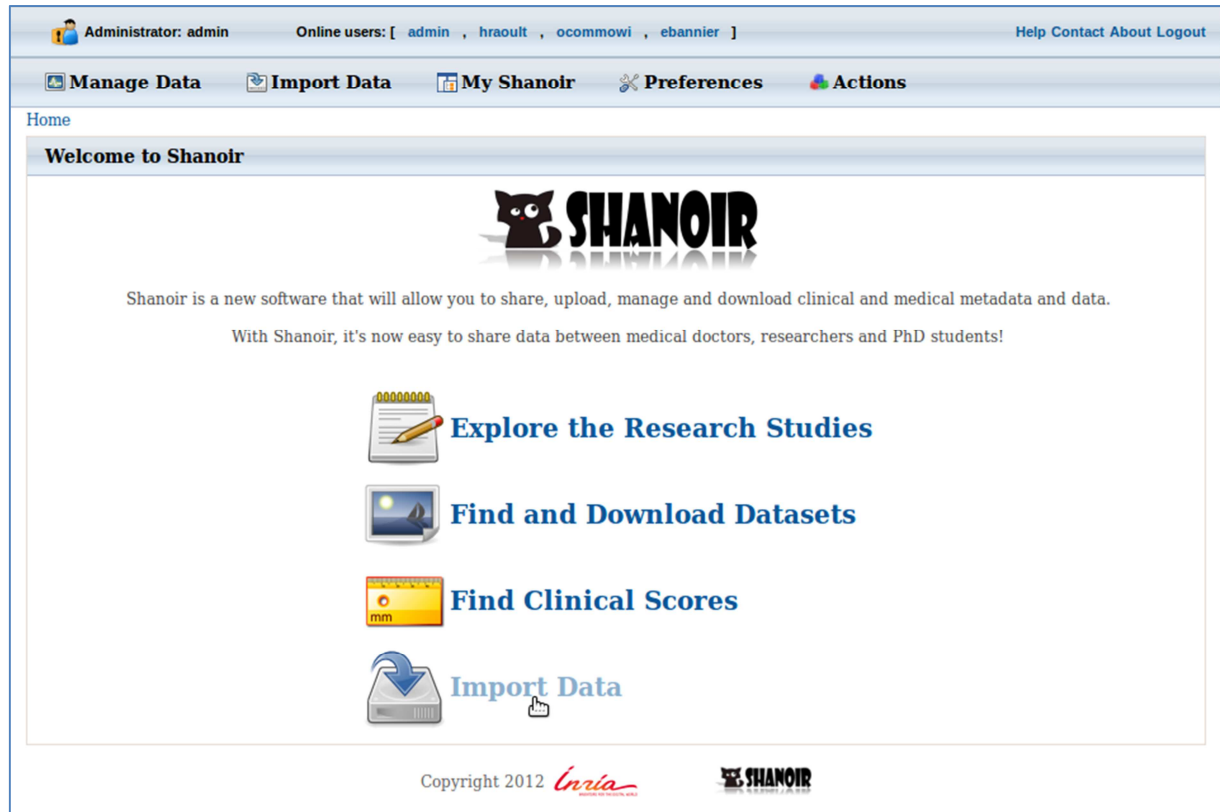 Administrator: admin Online users: [ admin , hraoult , ocommowi , ebannier ] Help Contact About Logout
Manage Data Import Data My Shanoir Preferences Actions
Home
Welcome to Shanoir
SHANOIR
Shanoir is a new software that will allow you to share, upload, manage and download clinical and medical metadata and data.
With Shanoir, it's now easy to share data between medical doctors, researchers and PhD students!
Explore the Research Studies
Find and Download Datasets
mm
Find Clinical Scores
Import Data
Copyright 2012 Inria SHANOIR